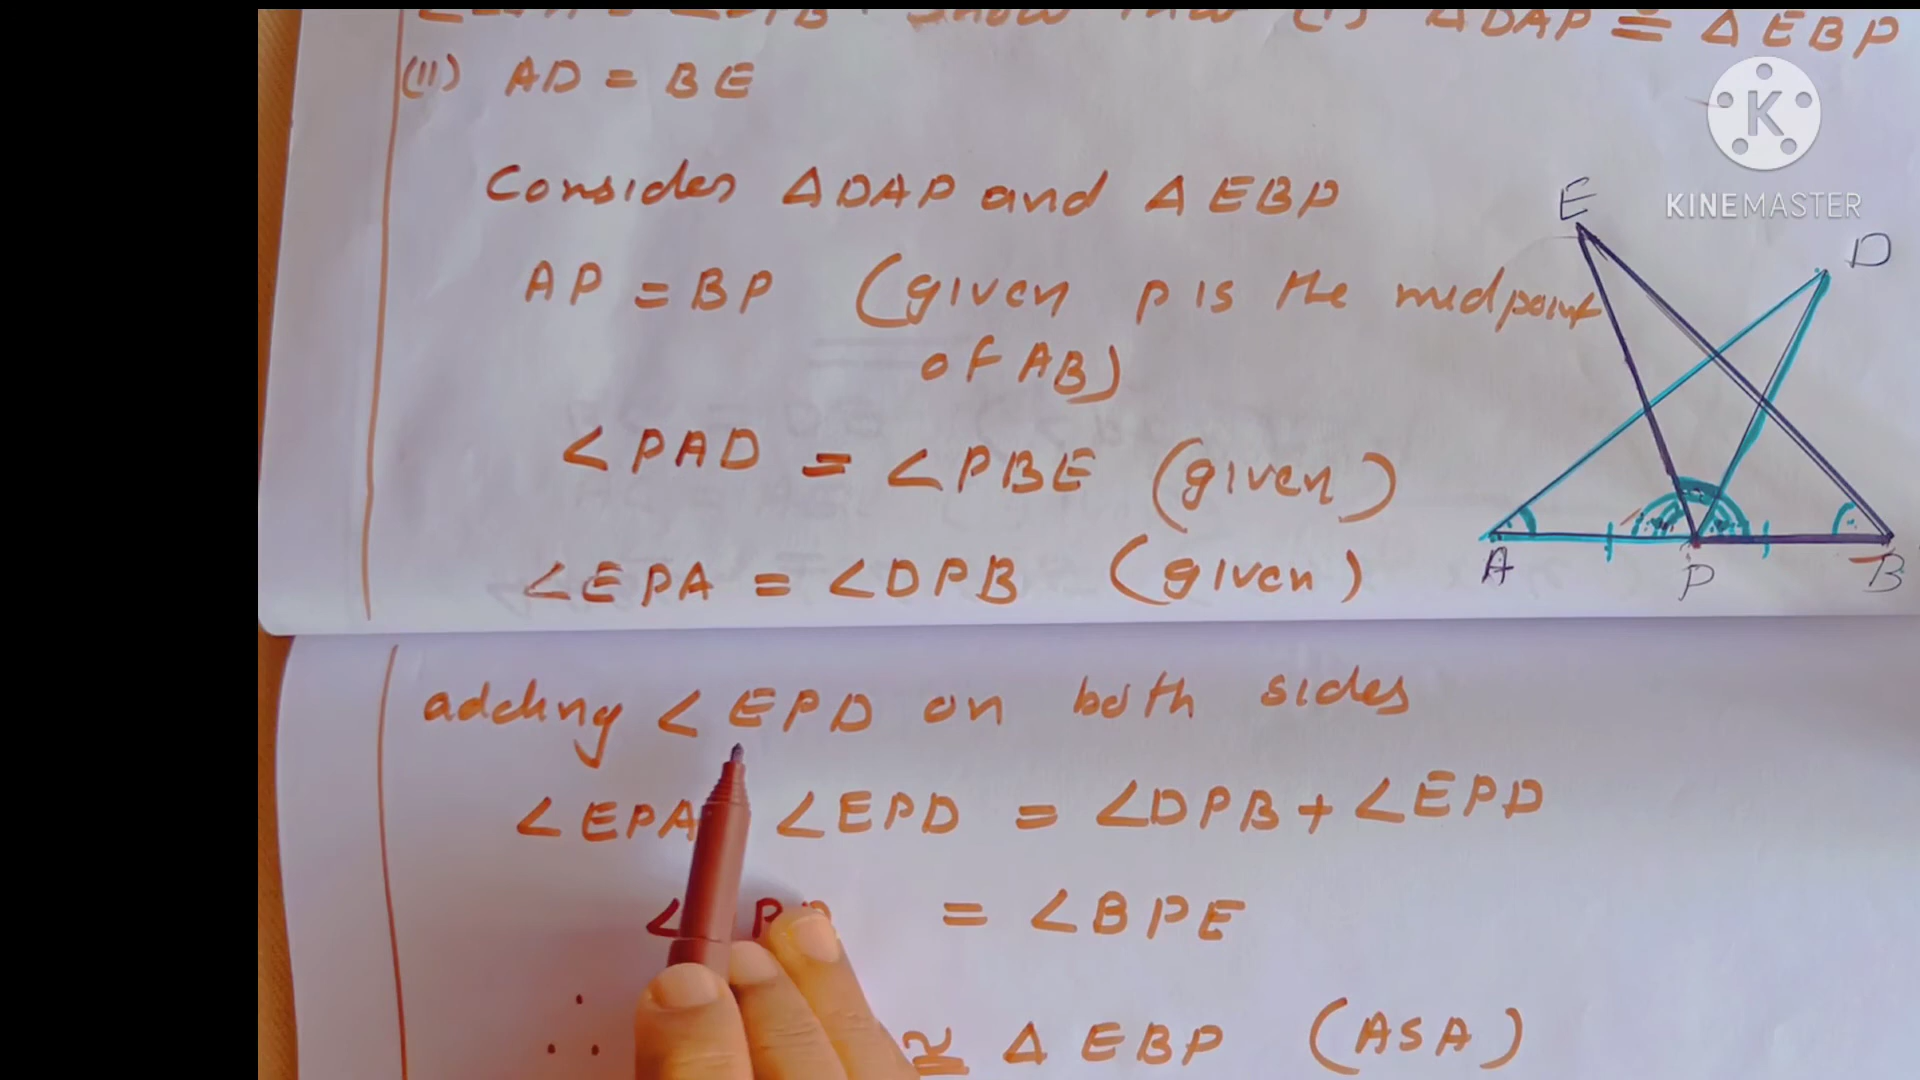 (II) AD = BE
Consider ΔDAP and ΔEBP
AP = BP (given P is the midpoint
of AB)
∠PAD = ∠PBE (given)
∠EPA = ∠DPB (given)
adding ∠EPD on both sides
∠EPA ∠EPD = ∠DPB + ∠EPD
∠ = ∠BPE
∴ ≅ Δ EBP (ASA)
E
D
A
P
B
K
KINEMASTER